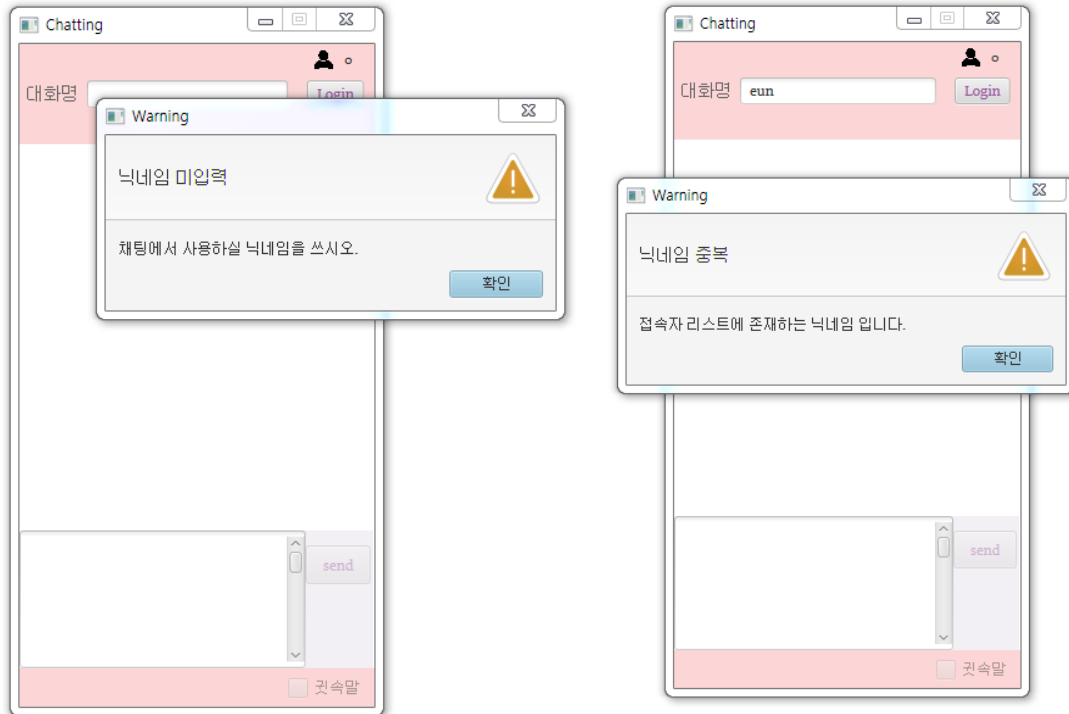 Chatting
대화명
Login
Warning
닉네임 미입력
채팅에서 사용하실 닉네임을 쓰시오.
확인
send
귓속말
Chatting
대화명 eun Login
Warning
닉네임 중복
접속자 리스트에 존재하는 닉네임 입니다.
확인
send
귓속말